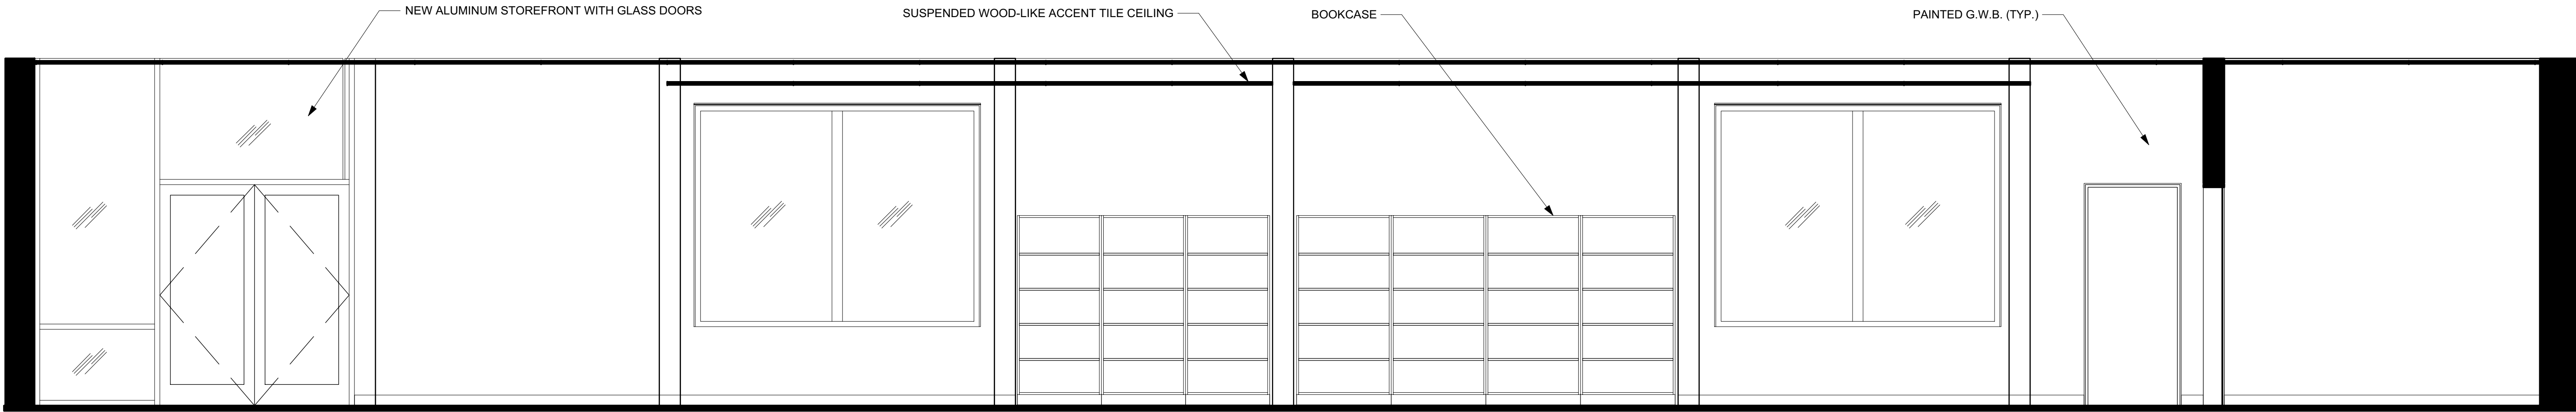 NEW ALUMINUM STOREFRONT WITH GLASS DOORS
SUSPENDED WOOD-LIKE ACCENT TILE CEILING
BOOKCASE
PAINTED G.W.B. (TYP.)